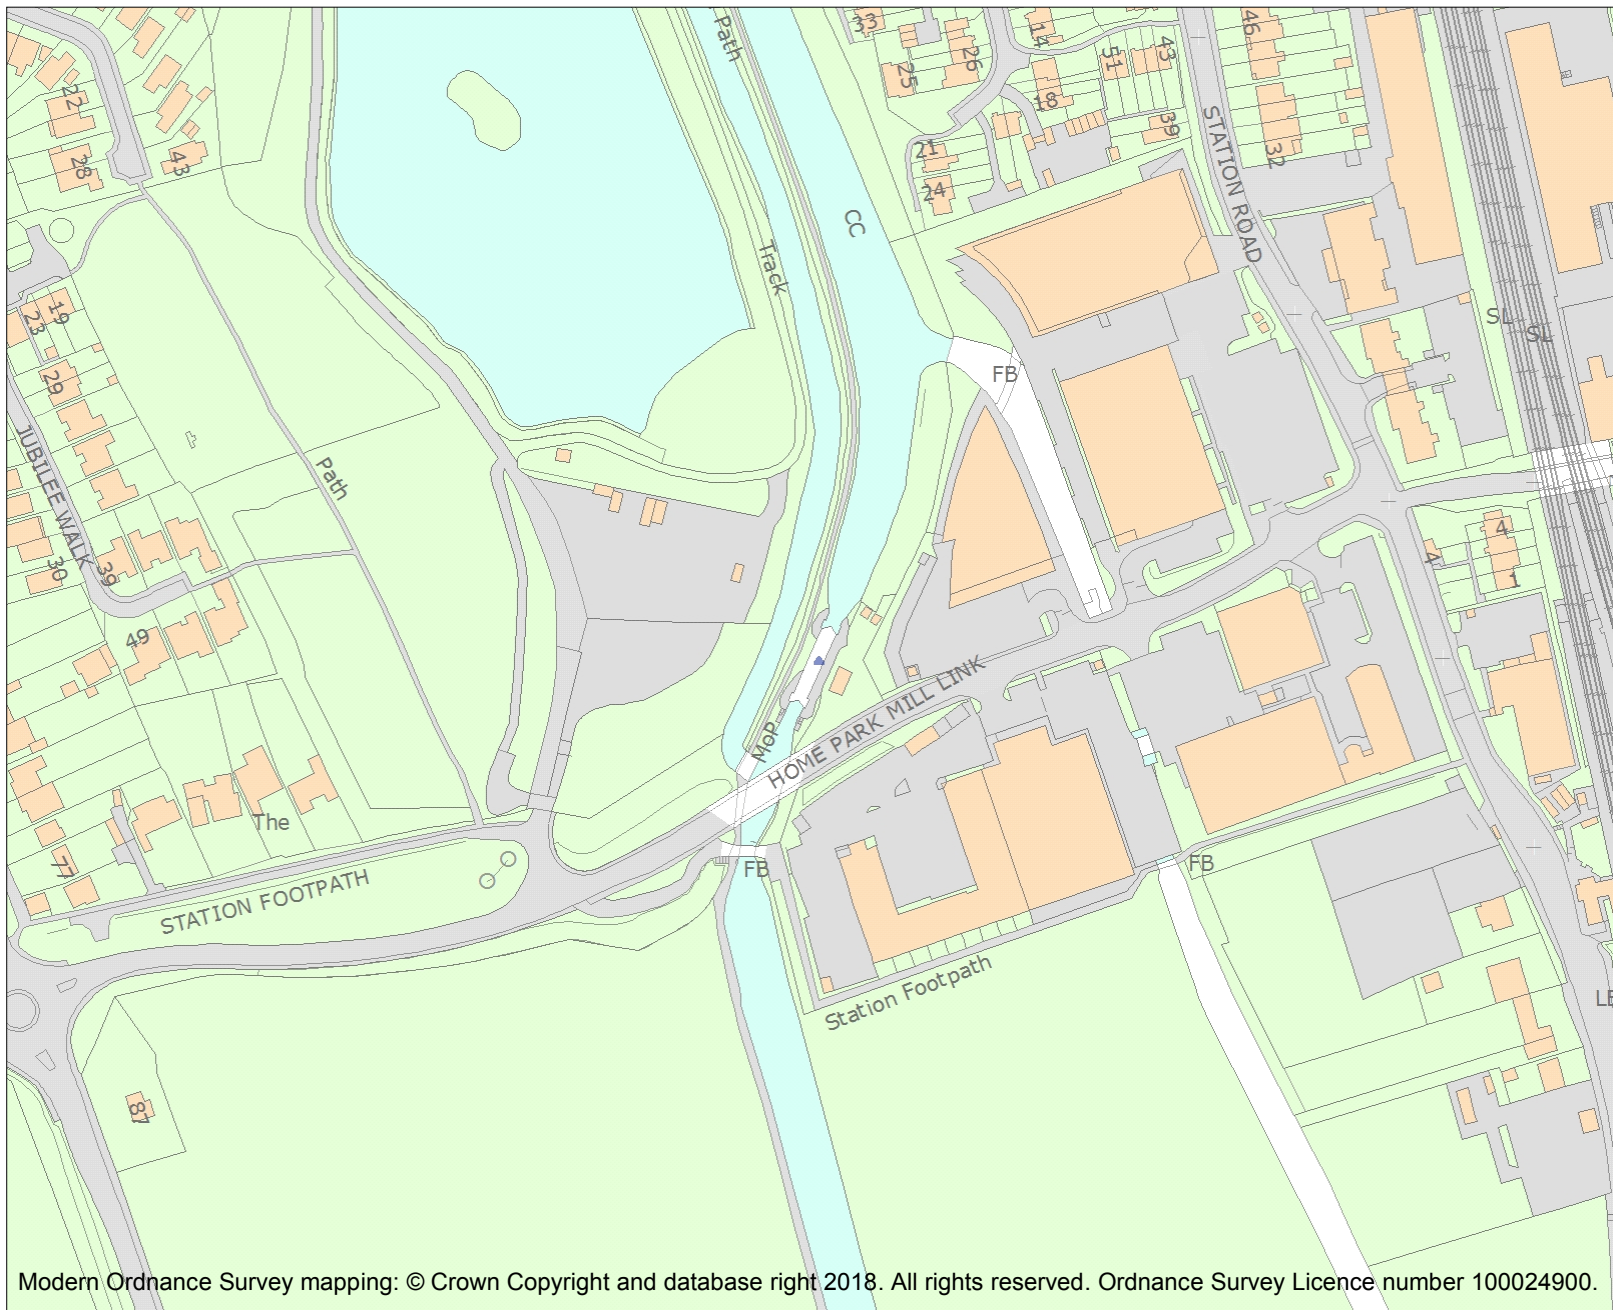 33
25
26
14
18
51
43
39
46
32
STATION ROAD
Path
22
28
43
21
24
CC
Track
SL
SL
FB
19
23
29
JUBILEE WALK
Path
30
39
49
4
4
1
MoP
HOME PARK MILL LINK
The
77
STATION FOOTPATH
FB
FB
Station Footpath
LE
87
Modern Ordnance Survey mapping: © Crown Copyright and database right 2018. All rights reserved. Ordnance Survey Licence number 100024900.